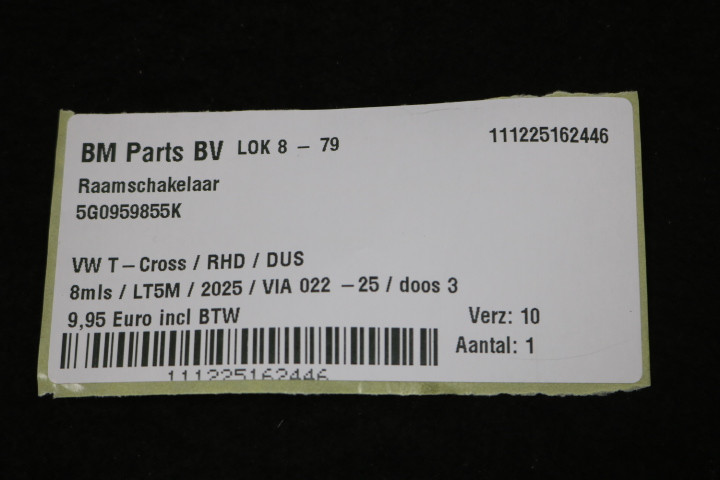 BM Parts BV LOK 8 - 79 111225162446
Raamschakelaar
5G0959855K
VW T-Cross / RHD / DUS
8mls / LT5M / 2025 / VIA 022 -25 / doos 3
9,95 Euro incl BTW Verz: 10
Aantal: 1
111225162446